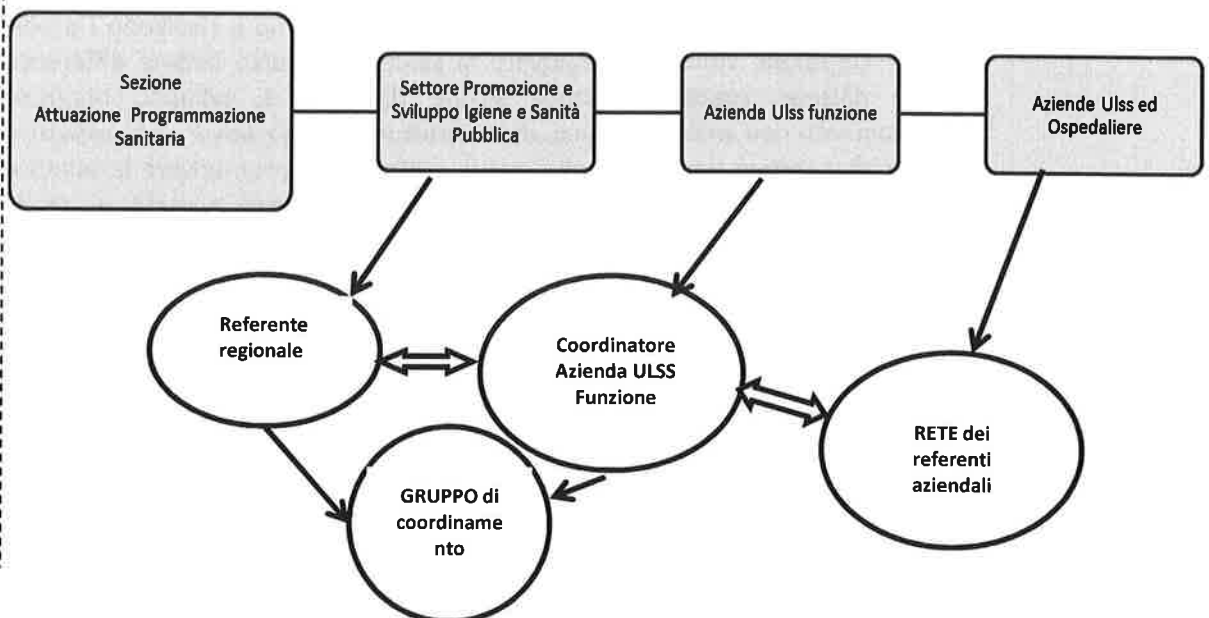 Sezione
Attuazione Programmazione
Sanitaria
Settore Promozione e
Sviluppo Igiene e Sanità
Pubblica
Azienda Ulss funzione
Aziende Ulss ed
Ospedaliere
Referente
regionale
Coordinatore
Azienda ULSS
Funzione
RETE dei
referenti
aziendali
GRUPPO di
coordiname
nto